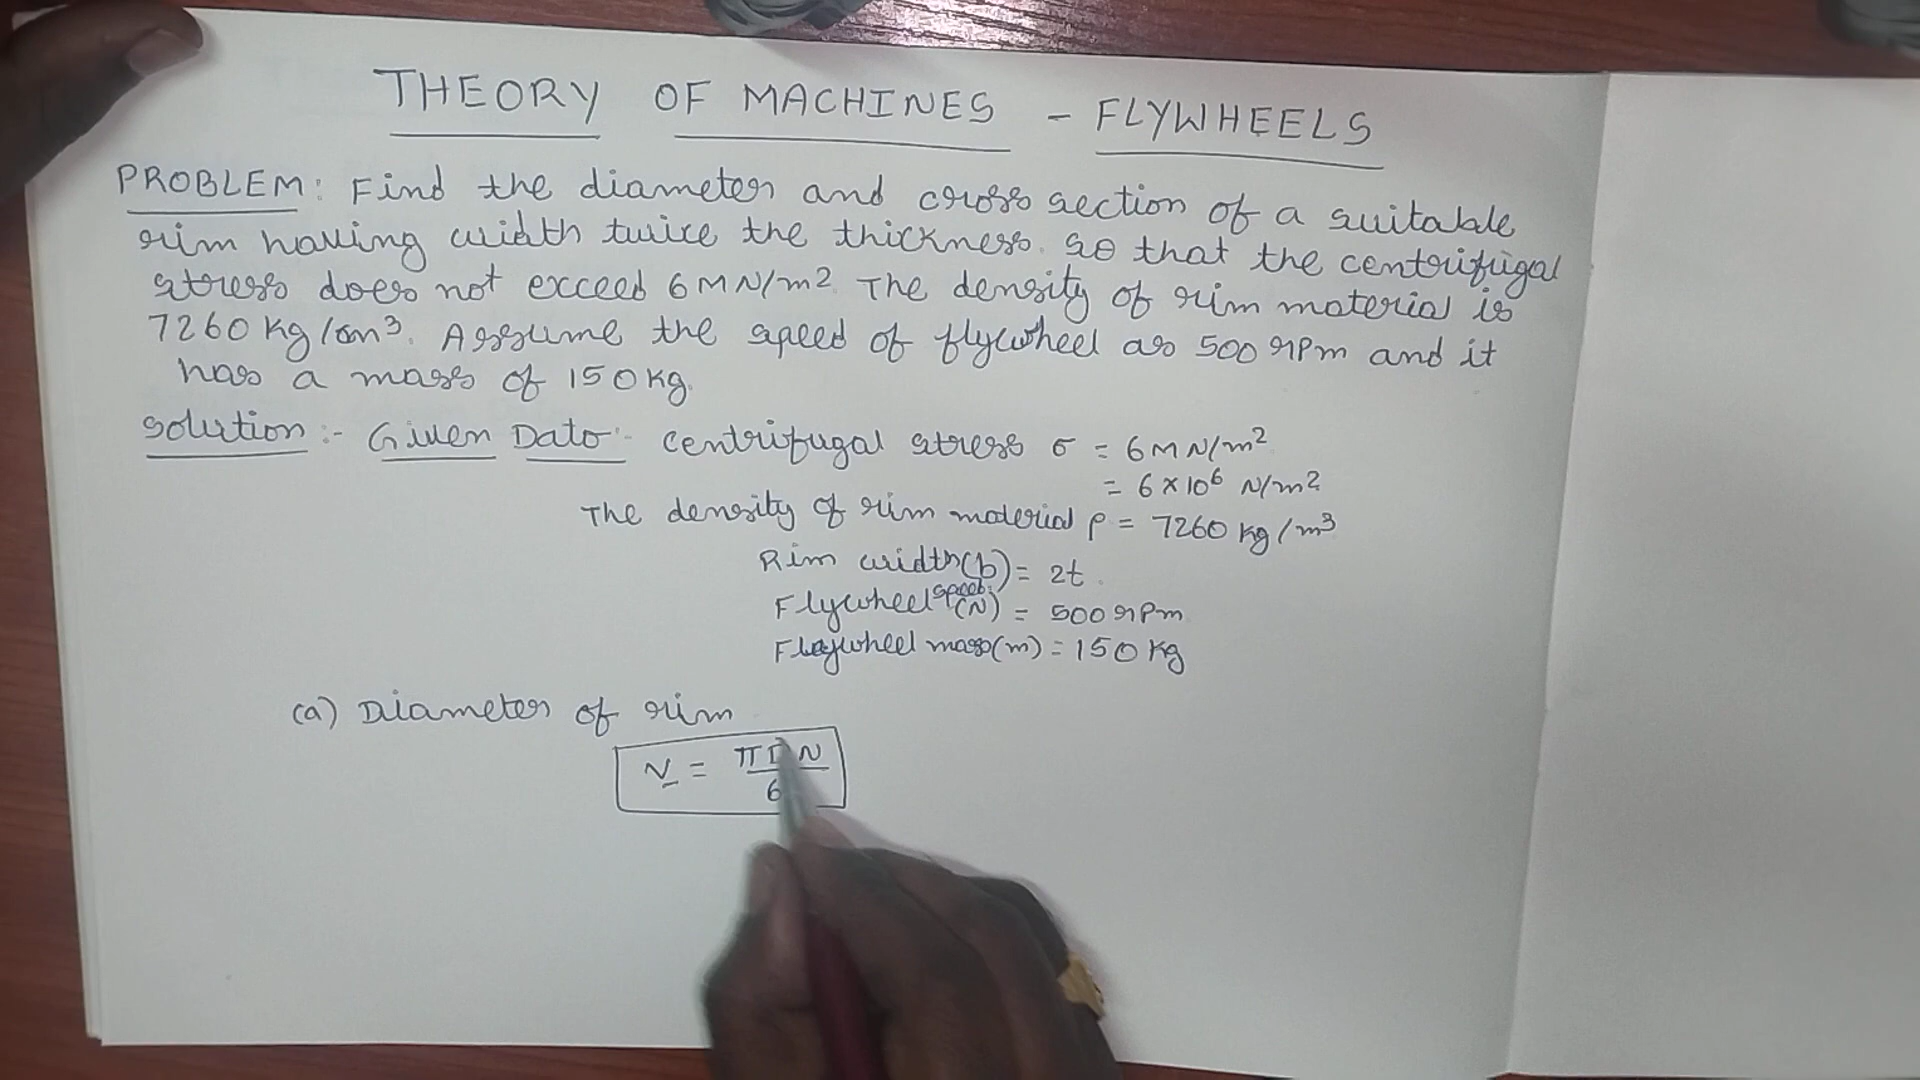 THEORY OF MACHINES - FLYWHEELS
PROBLEM: Find the diameter and cross section of a suitable
rim having width twice the thickness. so that the centrifugal
stress does not exceed 6 MN/m2 The density of rim material is
7260 Kg/cm3. Assume the speed of flywheel as 500 rpm and it
has a mass of 150 kg.
Solution:- Given Data:- centrifugal stress σ = 6 MN/m2
= 6×10^6 N/m2
The density of rim material ρ = 7260 kg/m3
Rim width(b) = 2t.
Flywheel speed (N) = 500 rpm
Flywheel mass(m) = 150 kg
(a) Diameter of rim
V = πDN/6